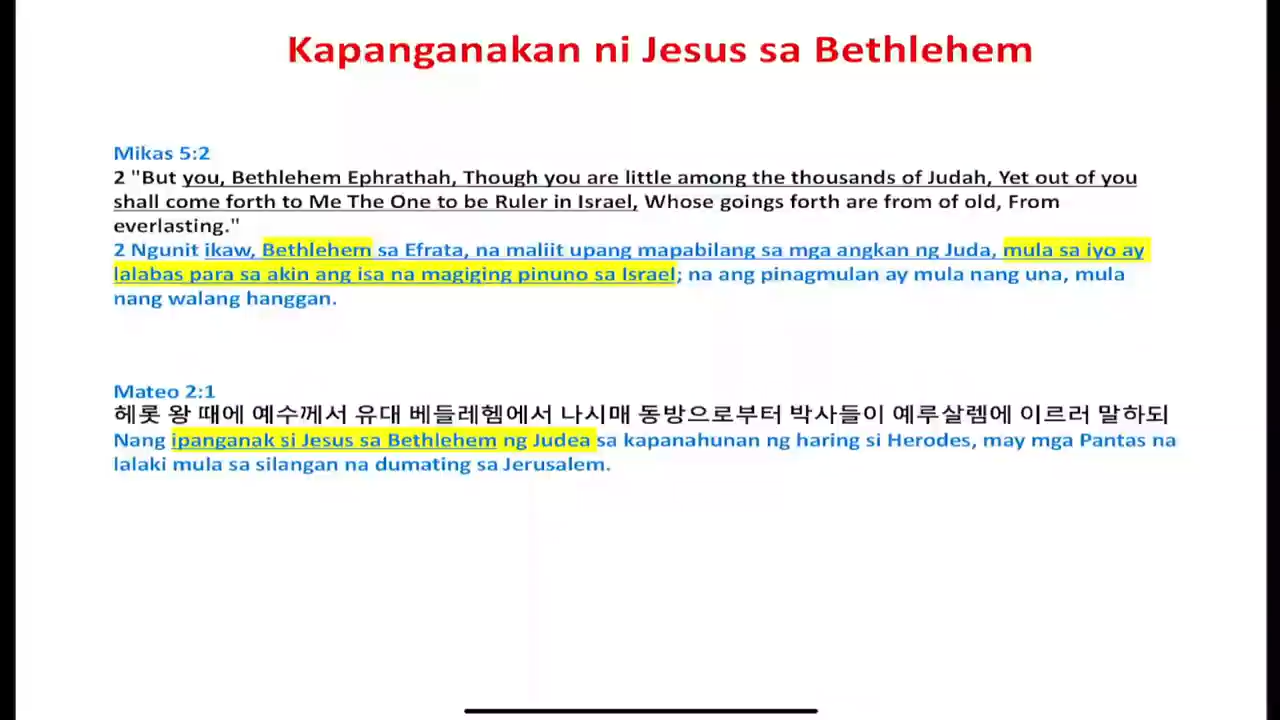 Kapanganakan ni Jesus sa Bethlehem
Mikas 5:2
2 "But you, Bethlehem Ephrathah, Though you are little among the thousands of Judah, Yet out of you
shall come forth to Me The One to be Ruler in Israel, Whose goings forth are from of old, From
everlasting."
2 Ngunit ikaw, Bethlehem sa Efrata, na maliit upang mapabilang sa mga angkan ng Juda, mula sa iyo ay
lalabas para sa akin ang isa na magiging pinuno sa Israel; na ang pinagmulan ay mula nang una, mula
nang walang hanggan.
Mateo 2:1
헤롯 왕 때에 예수께서 유대 베들레헴에서 나시매 동방으로부터 박사들이 예루살렘에 이르러 말하되
Nang ipanganak si Jesus sa Bethlehem ng Judea sa kapanahunan ng haring si Herodes, may mga Pantas na
lalaki mula sa silangan na dumating sa Jerusalem.